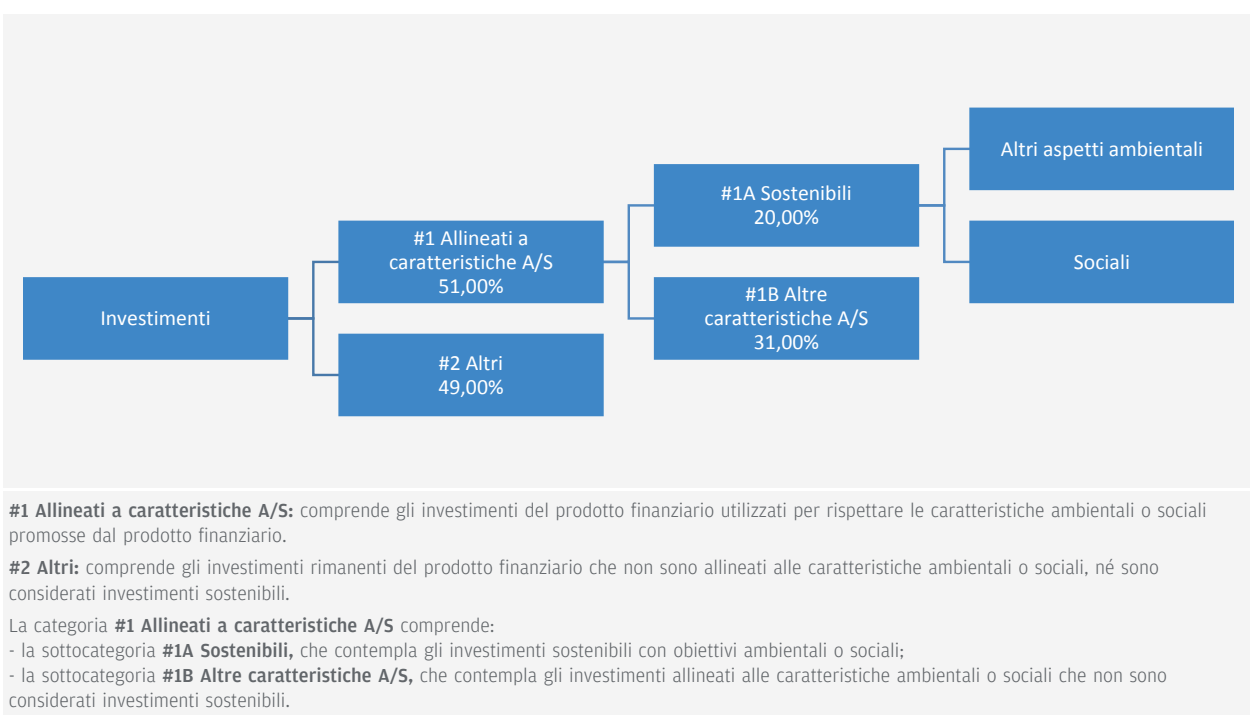 Investimenti
#1 Allineati a
caratteristiche A/S
51,00%
#2 Altri
49,00%
#1A Sostenibili
20,00%
#1B Altre
caratteristiche A/S
31,00%
Altri aspetti ambientali
Sociali
#1 Allineati a caratteristiche A/S: comprende gli investimenti del prodotto finanziario utilizzati per rispettare le caratteristiche ambientali o sociali
promosse dal prodotto finanziario.
#2 Altri: comprende gli investimenti rimanenti del prodotto finanziario che non sono allineati alle caratteristiche ambientali o sociali, né sono
considerati investimenti sostenibili.
La categoria #1 Allineati a caratteristiche A/S comprende:
- la sottocategoria #1A Sostenibili, che contempla gli investimenti sostenibili con obiettivi ambientali o sociali;
- la sottocategoria #1B Altre caratteristiche A/S, che contempla gli investimenti allineati alle caratteristiche ambientali o sociali che non sono
considerati investimenti sostenibili.